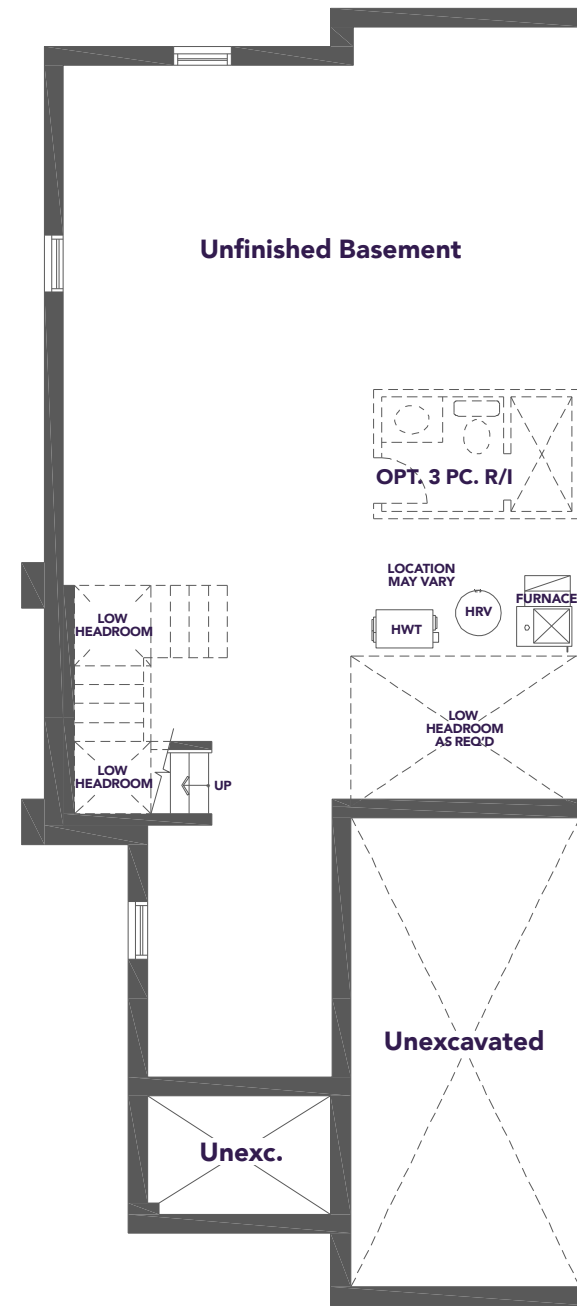 Unfinished Basement
OPT. 3 PC. R/I
LOCATION
MAY VARY
FURNACE
HRV
HWT
LOW
HEADROOM
LOW
HEADROOM
AS REQ'D
LOW
HEADROOM
UP
Unexcavated
Unexc.